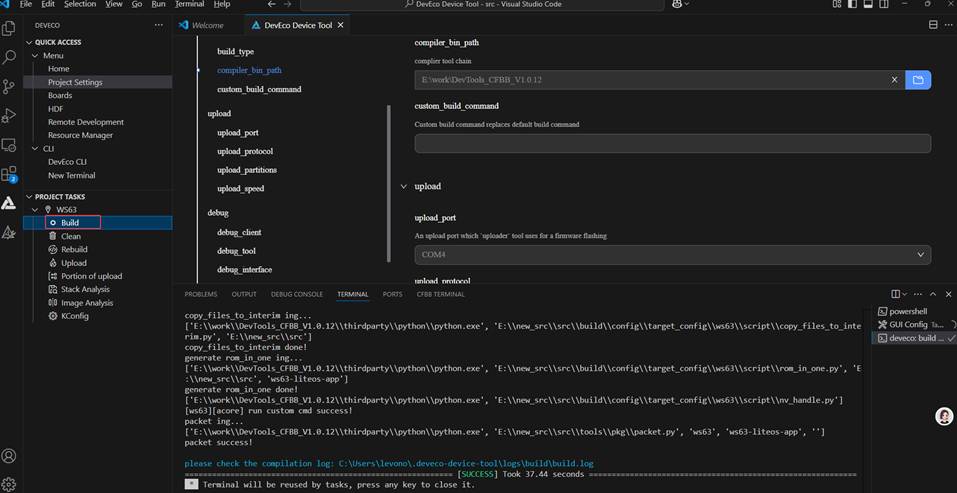 File Edit Selection View Go Run Terminal Help
DevEco Device Tool - src - Visual Studio Code
DEVECO
QUICK ACCESS
Menu
Home
Project Settings
Boards
HDF
Remote Development
Resource Manager
CLI
DevEco CLI
New Terminal
2
PROJECT TASKS
WS63
Build
Clean
Rebuild
Upload
Portion of upload
Stack Analysis
Image Analysis
KConfig
Welcome
DevEco Device Tool
build_type
compiler_bin_path
custom_build_command
upload
upload_port
upload_protocol
upload_partitions
upload_speed
debug
debug_client
debug_tool
debug_interface
compiler_bin_path
complier tool chain
E:\work\DevTools_CFBB_V1.0.12
custom_build_command
Custom build command replaces default build command
upload
upload_port
An upload port which `uploader` tool uses for a firmware flashing
COM4
upload_protocol
PROBLEMS OUTPUT DEBUG CONSOLE TERMINAL PORTS CFBB TERMINAL
copy_files_to_interim ing...
['E:\\work\\DevTools_CFBB_V1.0.12\\thirdparty\\python\\python.exe', 'E:\\new_src\\src\\build\\config\\target_config\\ws63\\script\\copy_files_to_inte
rim.py', 'E:\\new_src\\src']
copy_files_to_interim done!
generate rom_in_one ing...
['E:\\work\\DevTools_CFBB_V1.0.12\\thirdparty\\python\\python.exe', 'E:\\new_src\\src\\build\\config\\target_config\\ws63\\script\\rom_in_one.py', 'E
:\\new_src\\src', 'ws63-liteos-app']
generate rom_in_one done!
['E:\\work\\DevTools_CFBB_V1.0.12\\thirdparty\\python\\python.exe', 'E:\\new_src\\src\\build\\config\\target_config\\ws63\\script\\nv_handle.py']
[ws63][acore] run custom cmd success!
packet ing...
['E:\\work\\DevTools_CFBB_V1.0.12\\thirdparty\\python\\python.exe', 'E:\\new_src\\src\\tools\\pkg\\packet.py', 'ws63', 'ws63-liteos-app', '']
packet success!
please check the compilation log: C:\Users\levono\.deveco-device-tool\logs\build\build.log
[SUCCESS] Took 37.44 seconds
* Terminal will be reused by tasks, press any key to close it.
powershell
GUI Config Ta...
deveco: build ...